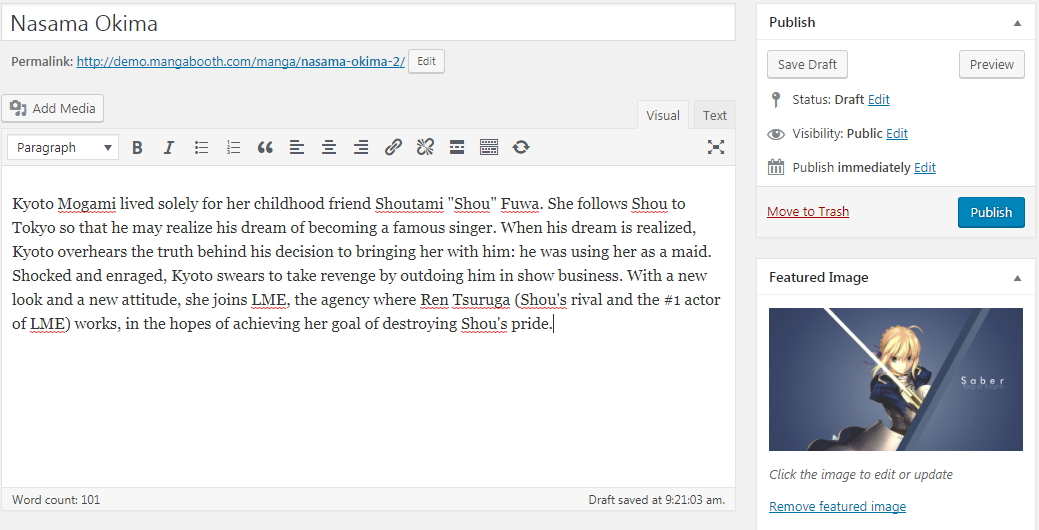 Nasama Okima
Permalink: http://demo.mangabooth.com/manga/nasama-okima-2/ Edit
Add Media
Visual Text
Paragraph
Kyoto Mogami lived solely for her childhood friend Shoutami "Shou" Fuwa. She follows Shou to
Tokyo so that he may realize his dream of becoming a famous singer. When his dream is realized,
Kyoto overhears the truth behind his decision to bringing her with him: he was using her as a maid.
Shocked and enraged, Kyoto swears to take revenge by outdoing him in show business. With a new
look and a new attitude, she joins LME, the agency where Ren Tsuruga (Shou's rival and the #1 actor
of LME) works, in the hopes of achieving her goal of destroying Shou's pride.
Word count: 101
Draft saved at 9:21:03 am.
Publish
Save Draft Preview
Status: Draft Edit
Visibility: Public Edit
Publish immediately Edit
Move to Trash Publish
Featured Image
Saber
Click the image to edit or update
Remove featured image